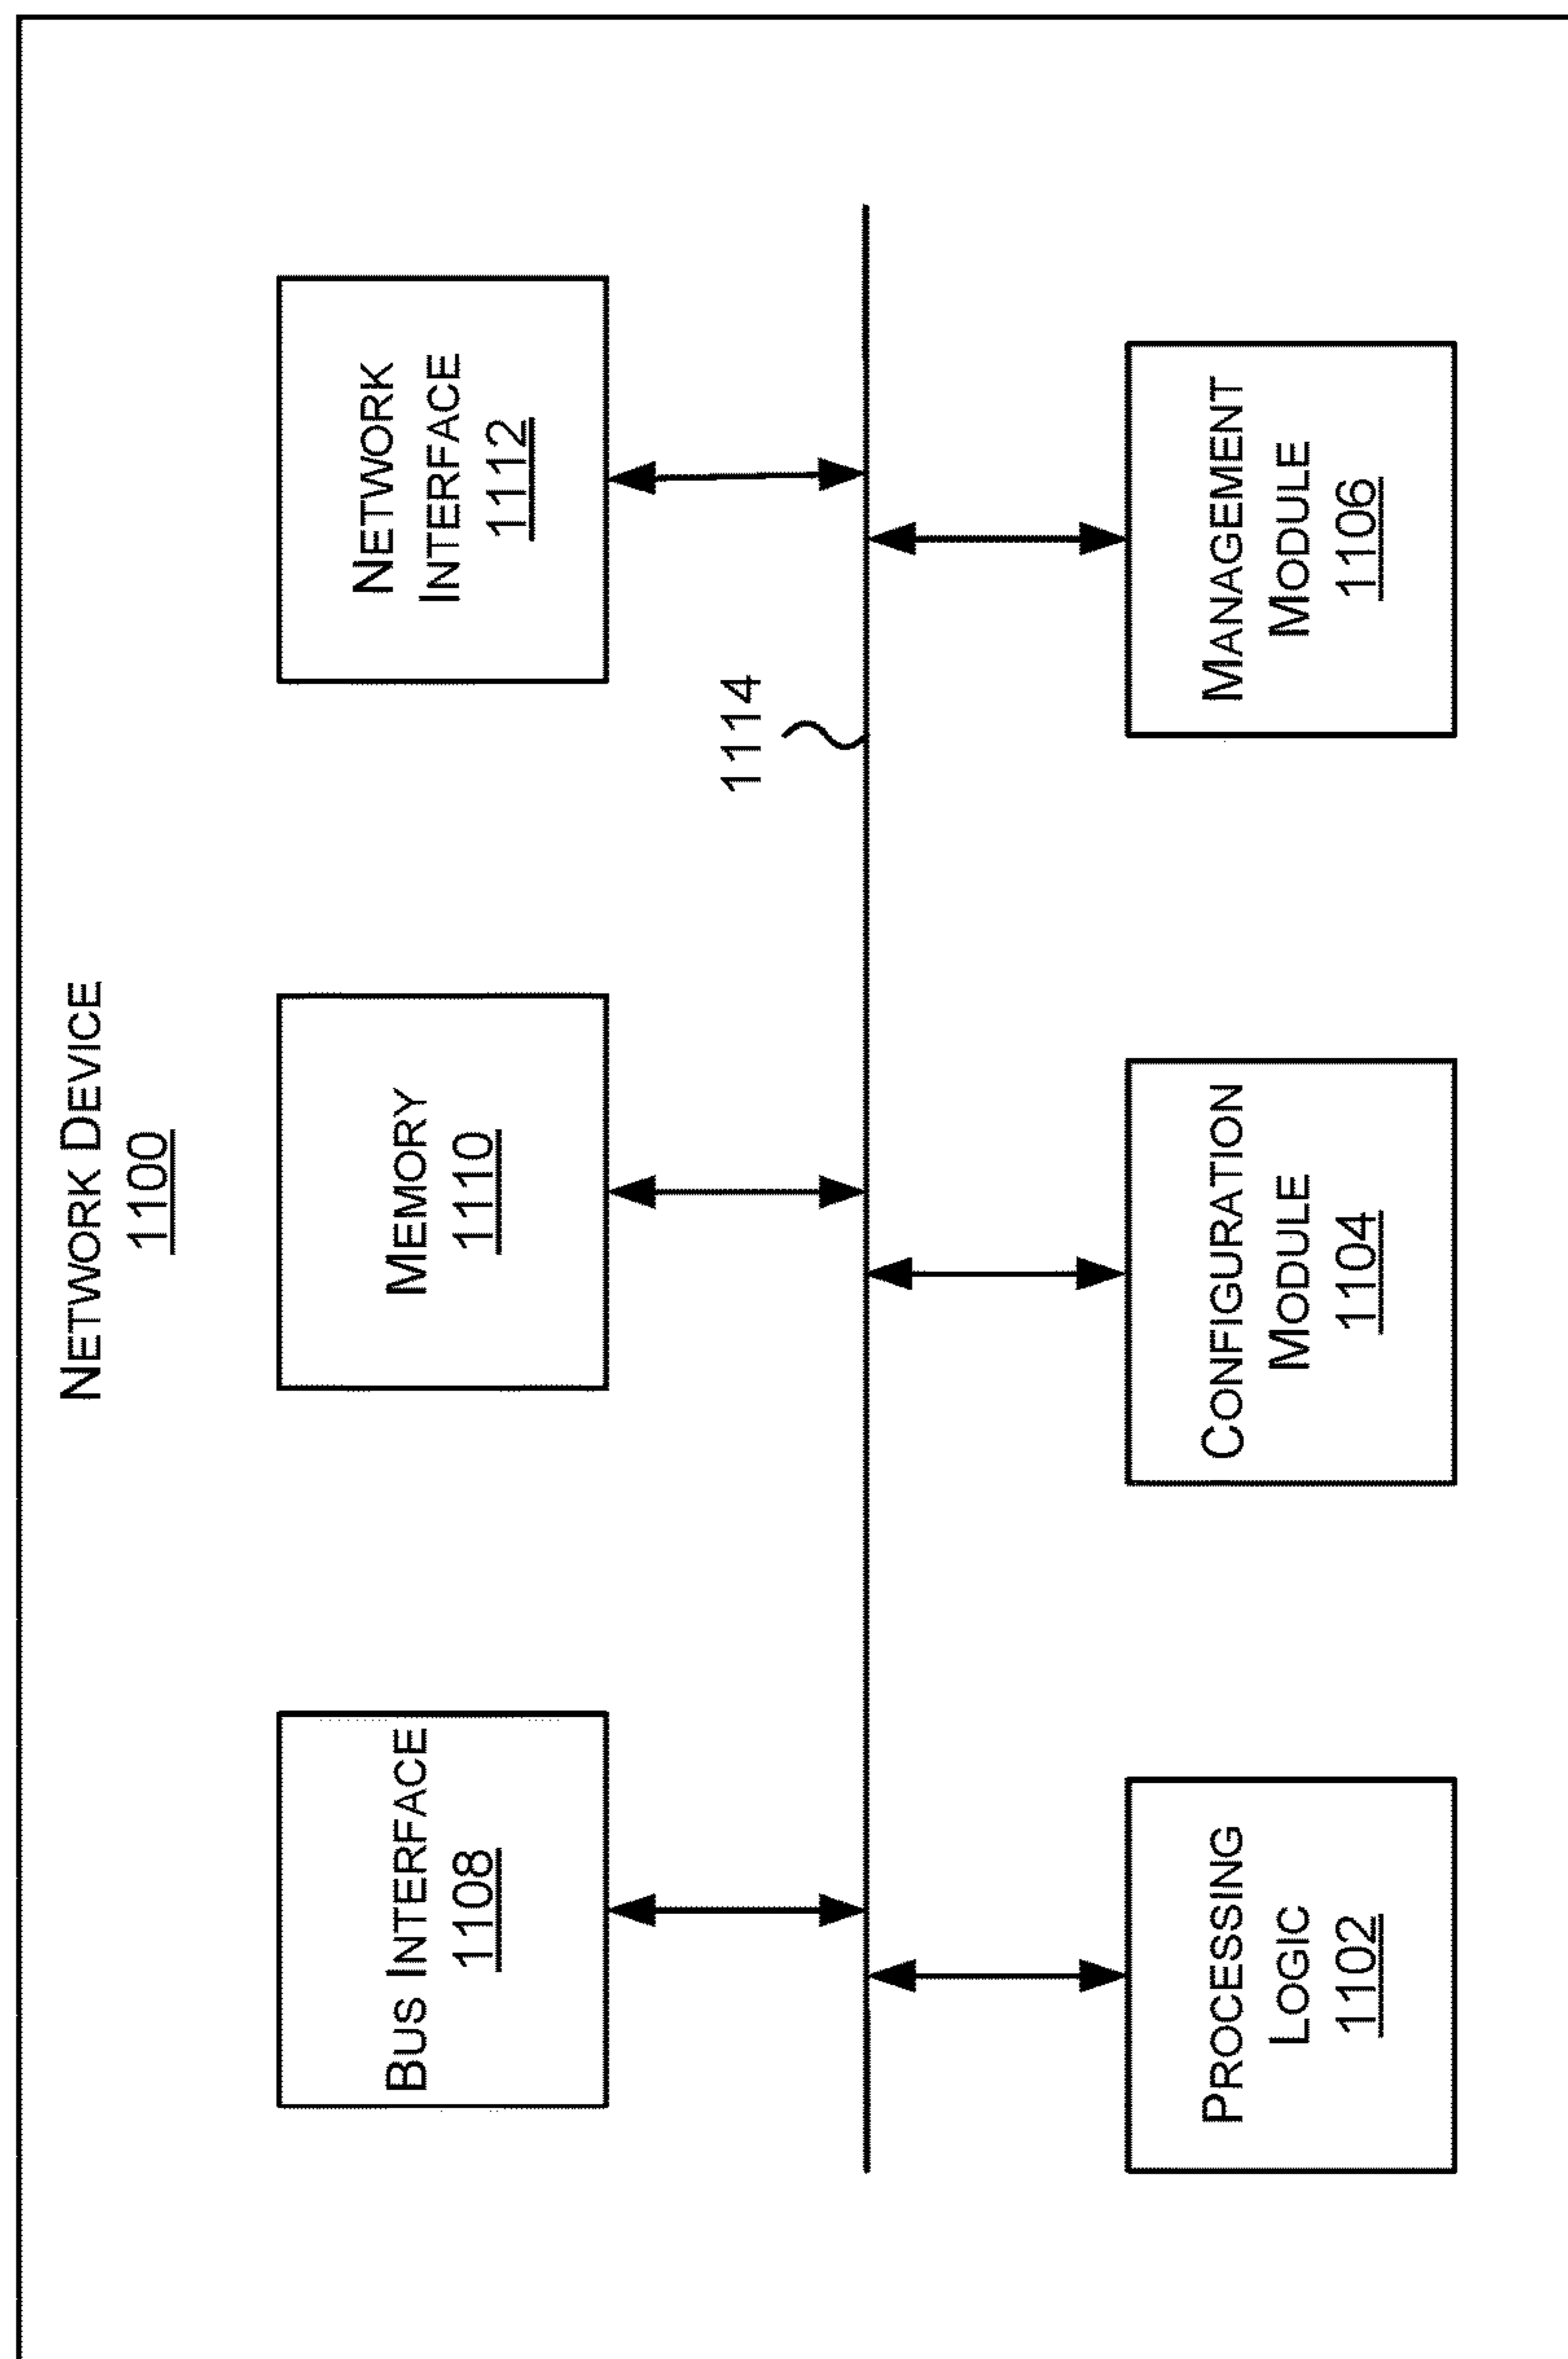 NETWORK DEVICE
1100
BUS INTERFACE
1108
MEMORY
1110
NETWORK
INTERFACE
1112
1114
PROCESSING
LOGIC
1102
CONFIGURATION
MODULE
1104
MANAGEMENT
MODULE
1106